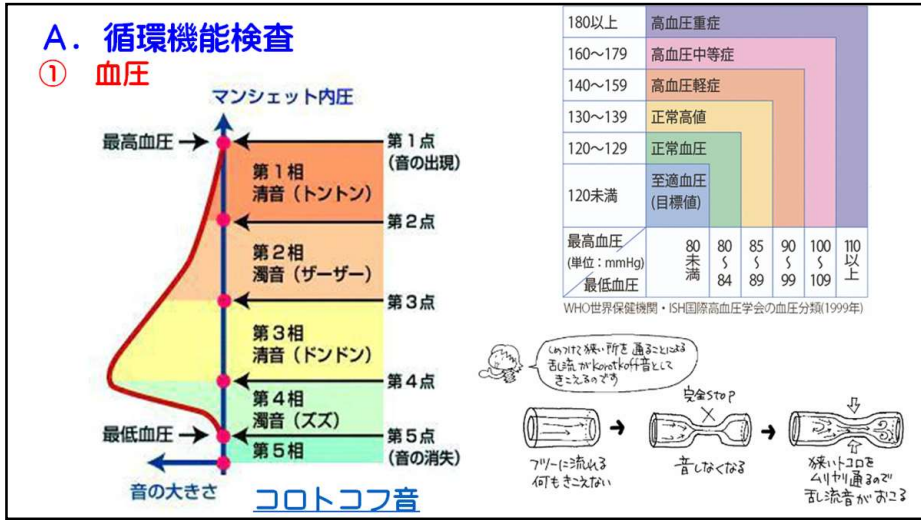 A. 循環機能検査
① 血圧
マンシェット内圧
最高血圧
第1点
(音の出現)
第1相
清音(トントン)
第2点
第2相
濁音(ザーザー)
第3点
第3相
清音(ドンドン)
第4点
第4相
濁音(ズズ)
最低血圧
第5点
(音の消失)
第5相
音の大きさ
コロトコフ音
180以上 高血圧重症
160～179 高血圧中等症
140～159 高血圧軽症
130～139 正常高値
120～129 正常血圧
120未満 至適血圧
(目標値)
最高血圧
(単位:mmHg)
最低血圧
80未満
80～84
85～89
90～99
100～109
110以上
WHO世界保健機関・ISH国際高血圧学会の血圧分類(1999年)
しめつけて狭い所を通ることによる
乱流がkorotkoff音として
きこえるのです
フツーに流れる
何もきこえない
完全stop
音しなくなる
狭いトコロを
ムリヤリ通るので
乱流音がおこる